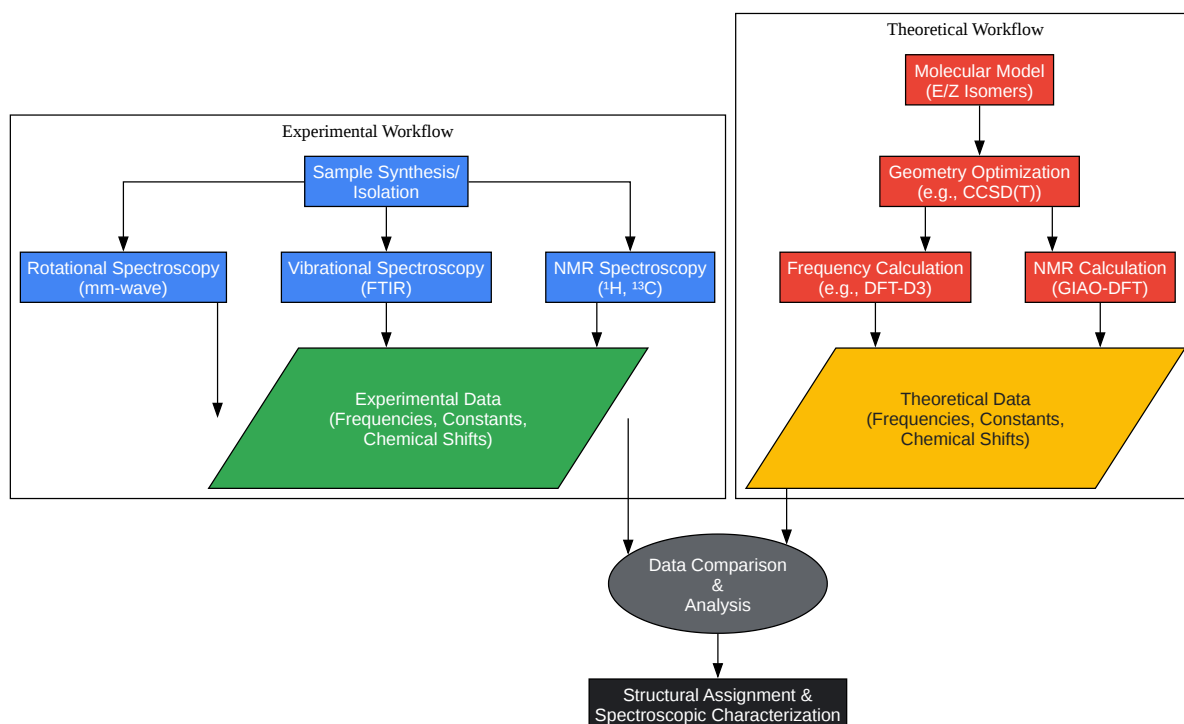 Theoretical Workflow
Molecular Model
(E/Z Isomers)
Experimental Workflow
Sample Synthesis/
Isolation
Geometry Optimization
(e.g., CCSD(T))
Rotational Spectroscopy
(mm-wave)
Vibrational Spectroscopy
(FTIR)
NMR Spectroscopy
(¹H, ¹³C)
Frequency Calculation
(e.g., DFT-D3)
NMR Calculation
(GIAO-DFT)
Experimental Data
(Frequencies, Constants,
Chemical Shifts)
Theoretical Data
(Frequencies, Constants,
Chemical Shifts)
Data Comparison
&
Analysis
Structural Assignment &
Spectroscopic Characterization